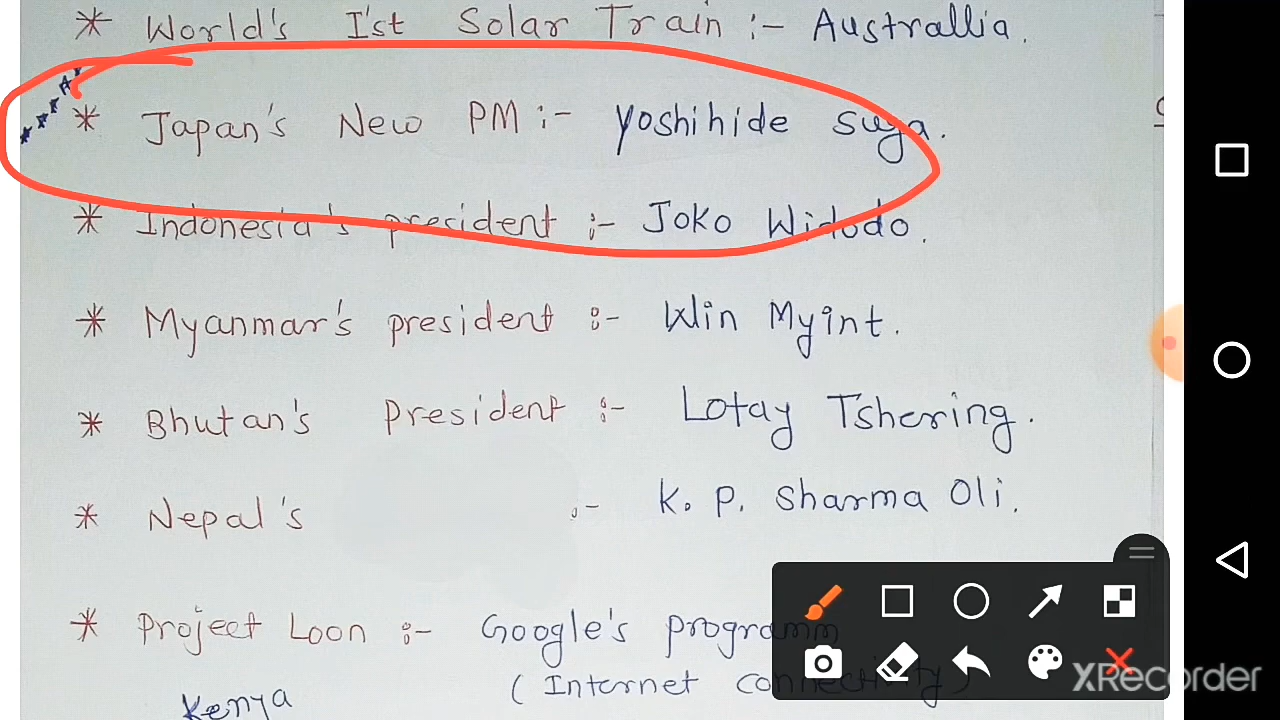 * World's I'st Solar Train :- Australlia.
* Japan's New PM :- Yoshihide Suga.
* Indonesia's president :- Joko Widodo.
* Myanmar's president :- Win Myint.
* Bhutan's president :- Lotay Tshering.
* Nepal's :- K. P. Sharma Oli.
* Project Loon :- Google's programm
(Internet connectivity)
Kenya
XRecorder